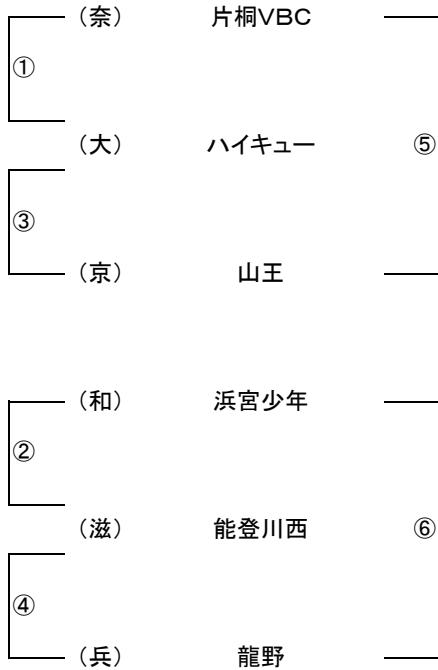 (奈) 片桐VBC
①
(大) ハイキュー ⑤
③
(京) 山王
(和) 浜宮少年
②
(滋) 能登川西 ⑥
④
(兵) 龍野